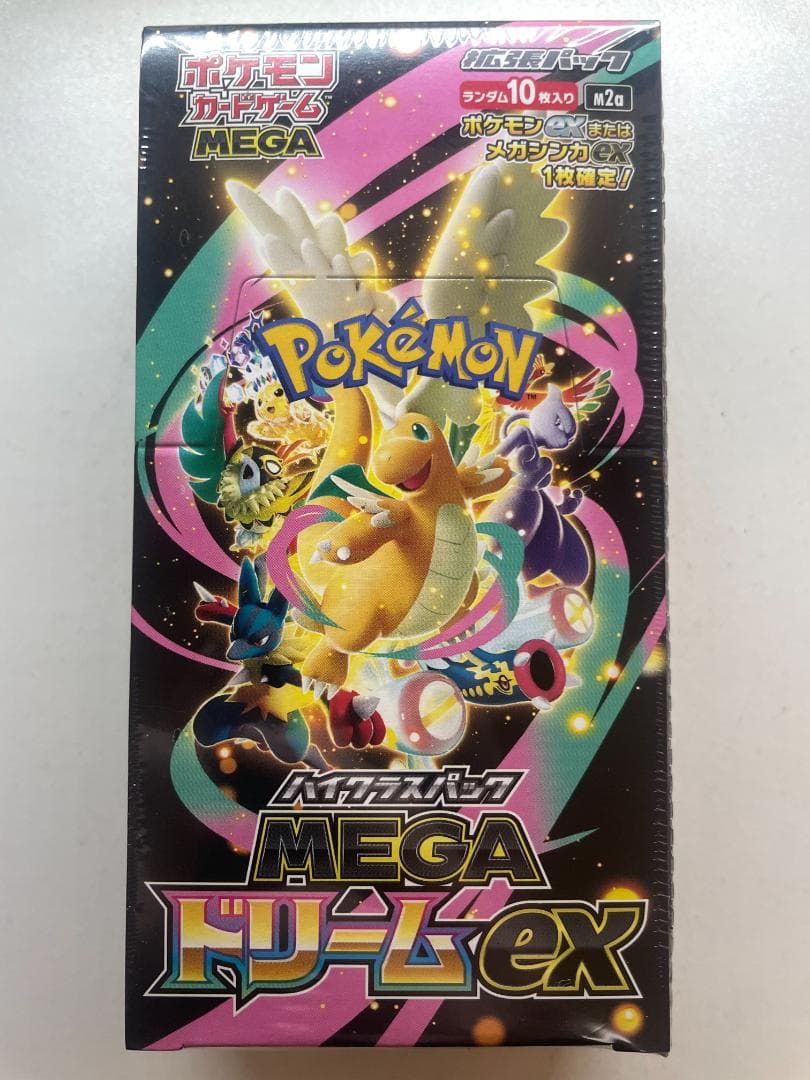 ポケモン
カードゲーム™
MEGA
拡張パック
ランダム10枚入り
M2a
ポケモンexまたは
メガシンカex
1枚確定!
POKéMON™
ハイクラスパック
MEGA
ドリームex